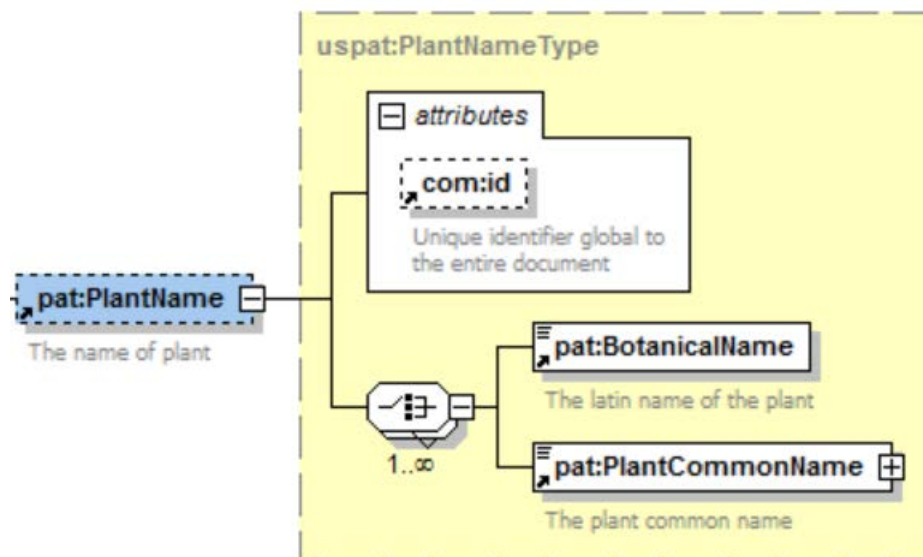 uspat:PlantNameType
attributes
com:id
Unique identifier global to
the entire document
pat:PlantName
The name of plant
pat:BotanicalName
The latin name of the plant
1..∞
pat:PlantCommonName
The plant common name